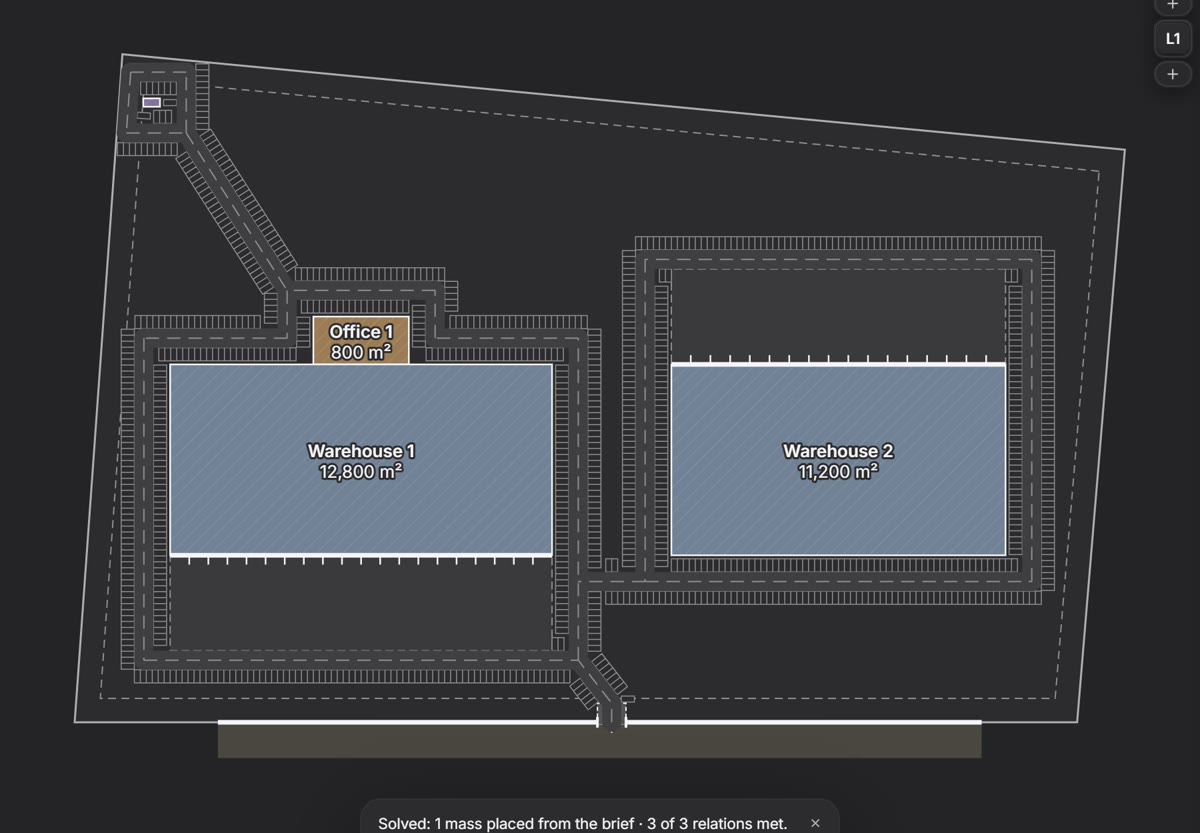 L1
Office 1
800 m²
Warehouse 1
12,800 m²
Warehouse 2
11,200 m²
Solved: 1 mass placed from the brief · 3 of 3 relations met.